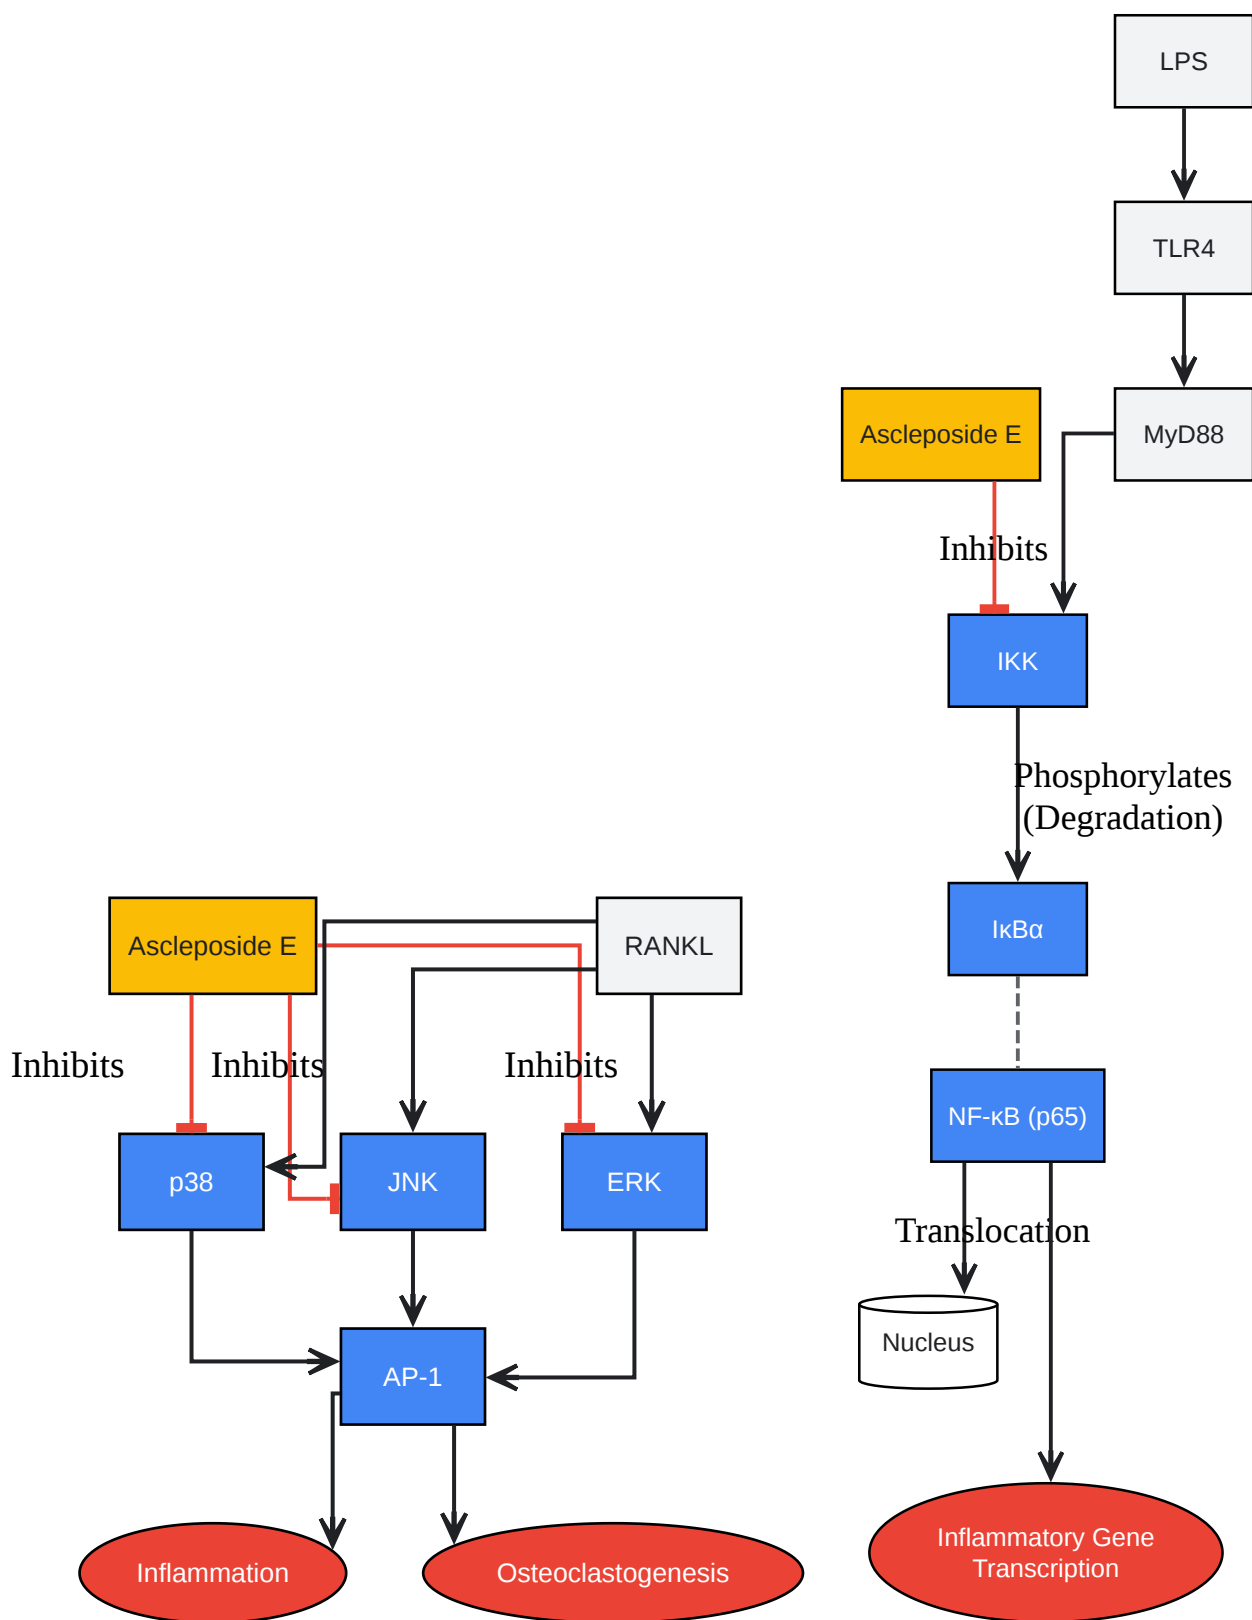 LPS
TLR4
Ascleposide E
MyD88
Inhibits
IKK
Phosphorylates
(Degradation)
IκBα
Ascleposide E
RANKL
Inhibits
Inhibits
Inhibits
NF-κB (p65)
p38
JNK
ERK
Translocation
Nucleus
AP-1
Inflammation
Osteoclastogenesis
Inflammatory Gene
Transcription